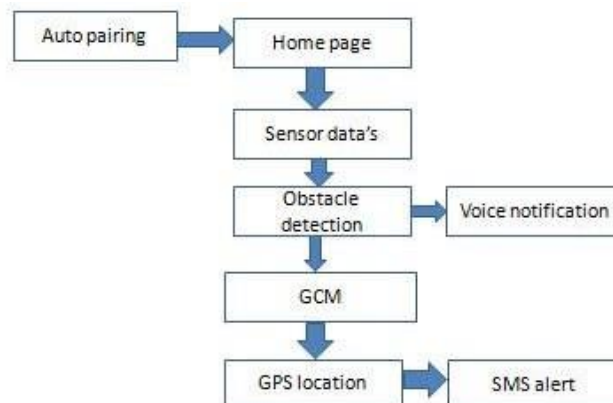 Auto pairing
Home page
Sensor data's
Obstacle
detection
Voice notification
GCM
GPS location
SMS alert